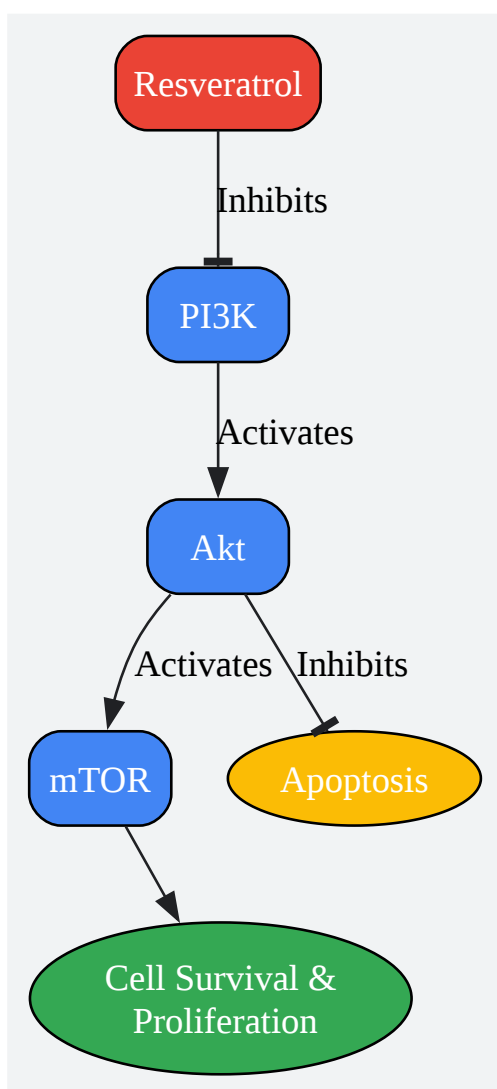 Resveratrol
Inhibits
PI3K
Activates
Akt
Activates
Inhibits
mTOR
Apoptosis
Cell Survival &
Proliferation